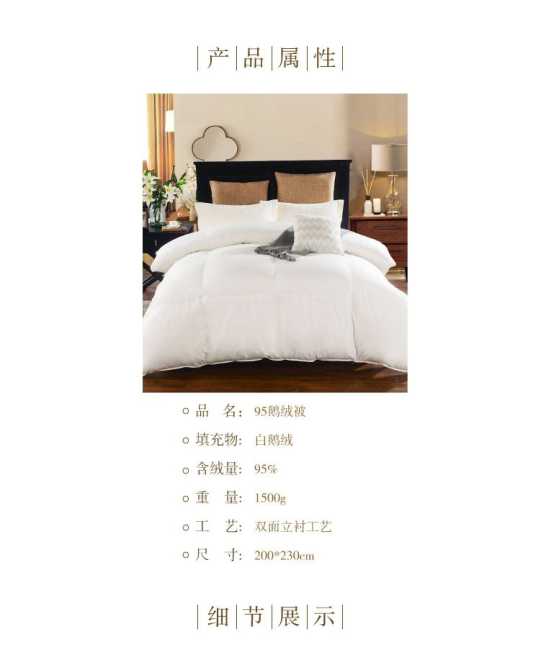 产品属性
品 名: 95鹅绒被
填充物: 白鹅绒
含绒量: 95%
重 量: 1500g
工 艺: 双面立衬工艺
尺 寸: 200*230cm
细节展示